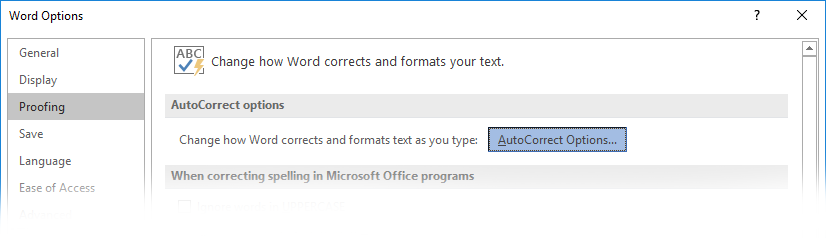 Word Options
?
General
Display
Proofing
Save
Language
Ease of Access
ABC
Change how Word corrects and formats your text.
AutoCorrect options
Change how Word corrects and formats text as you type: AutoCorrect Options...
When correcting spelling in Microsoft Office programs